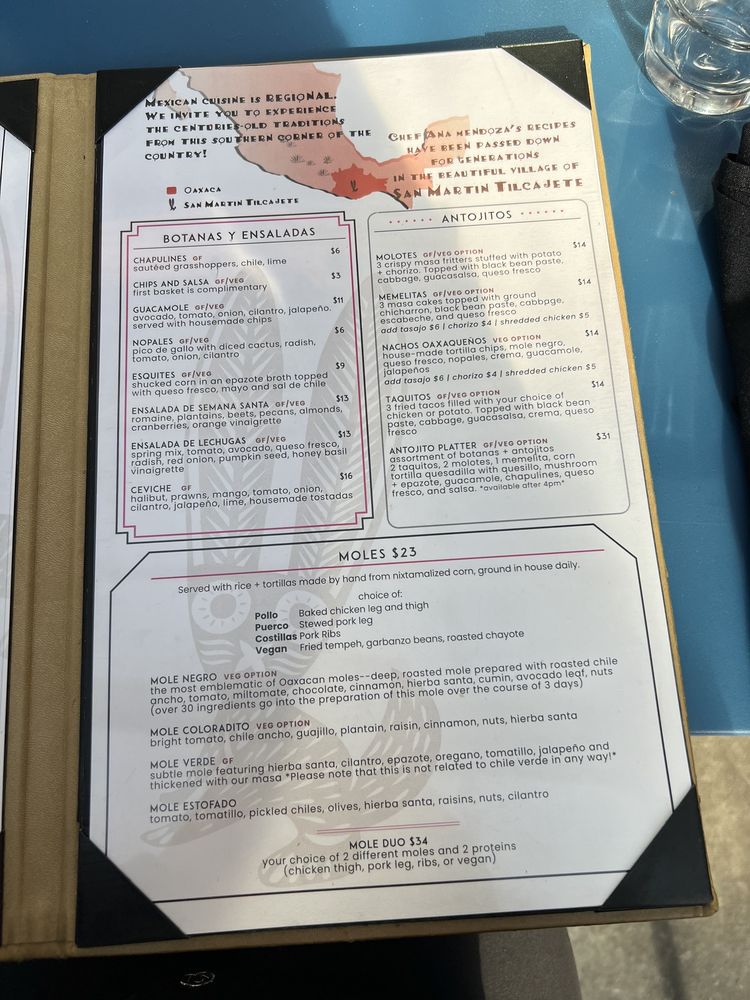 MEXICAN CUISINE IS REGIONAL.
WE INVITE YOU TO EXPERIENCE
THE CENTURIES-OLD TRADITIONS
FROM THIS SOUTHERN CORNER OF THE
COUNTRY!
OAXACA
SAN MARTIN TILCAJETE
CHEF ANA MENDOZA'S RECIPES
HAVE BEEN PASSED DOWN
FOR GENERATIONS
IN THE BEAUTIFUL VILLAGE OF
SAN MARTIN TILCAJETE
BOTANAS Y ENSALADAS
CHAPULINES GF $6
sautéed grasshoppers, chile, lime
CHIPS AND SALSA GF/VEG $3
first basket is complimentary
GUACAMOLE GF/VEG $11
avocado, tomato, onion, cilantro, jalapeño.
served with housemade chips
NOPALES GF/VEG $6
pico de gallo with diced cactus, radish,
tomato, onion, cilantro
ESQUITES GF/VEG $9
shucked corn in an epazote broth topped
with queso fresco, mayo and sal de chile
ENSALADA DE SEMANA SANTA GF/VEG $13
romaine, plantains, beets, pecans, almonds,
cranberries, orange vinaigrette
ENSALADA DE LECHUGAS GF/VEG $13
spring mix, tomato, avocado, queso fresco,
radish, red onion, pumpkin seed, honey basil
vinaigrette
CEVICHE GF $16
halibut, prawns, mango, tomato, onion,
cilantro, jalapeño, lime, housemade tostadas
ANTOJITOS
MOLOTES GF/VEG OPTION $14
3 crispy masa fritters stuffed with potato
+ chorizo. Topped with black bean paste,
cabbage, guacasalsa, queso fresco
MEMELITAS GF/VEG OPTION $14
3 masa cakes topped with ground
chicharron, black bean paste, cabbage,
escabeche, and queso fresco
add tasajo $6 | chorizo $4 | shredded chicken $5
NACHOS OAXAQUEÑOS VEG OPTION $14
house-made tortilla chips, mole negro,
queso fresco, nopales, crema, guacamole,
jalapeños
add tasajo $6 | chorizo $4 | shredded chicken $5
TAQUITOS GF/VEG OPTION $14
3 fried tacos filled with your choice of
chicken or potato. Topped with black bean
paste, cabbage, guacasalsa, crema, queso
fresco
ANTOJITO PLATTER GF/VEG OPTION $31
assortment of botanas + antojitos
2 taquitos, 2 molotes, 1 memelita, corn
tortilla quesadilla with quesillo, mushroom
+ epazote, guacamole, chapulines, queso
fresco, and salsa. *available after 4pm*
MOLES $23
Served with rice + tortillas made by hand from nixtamalized corn, ground in house daily.
choice of:
Pollo Baked chicken leg and thigh
Puerco Stewed pork leg
Costillas Pork Ribs
Vegan Fried tempeh, garbanzo beans, roasted chayote
MOLE NEGRO VEG OPTION
the most emblematic of Oaxacan moles--deep, roasted mole prepared with roasted chile
ancho, tomato, miltomate, chocolate, cinnamon, hierba santa, cumin, avocado leaf, nuts
(over 30 ingredients go into the preparation of this mole over the course of 3 days)
MOLE COLORADITO VEG OPTION
bright tomato, chile ancho, guajillo, plantain, raisin, cinnamon, nuts, hierba santa
MOLE VERDE GF
subtle mole featuring hierba santa, cilantro, epazote, oregano, tomatillo, jalapeño and
thickened with our masa *Please note that this is not related to chile verde in any way!*
MOLE ESTOFADO
tomato, tomatillo, pickled chiles, olives, hierba santa, raisins, nuts, cilantro
MOLE DUO $34
your choice of 2 different moles and 2 proteins
(chicken thigh, pork leg, ribs, or vegan)